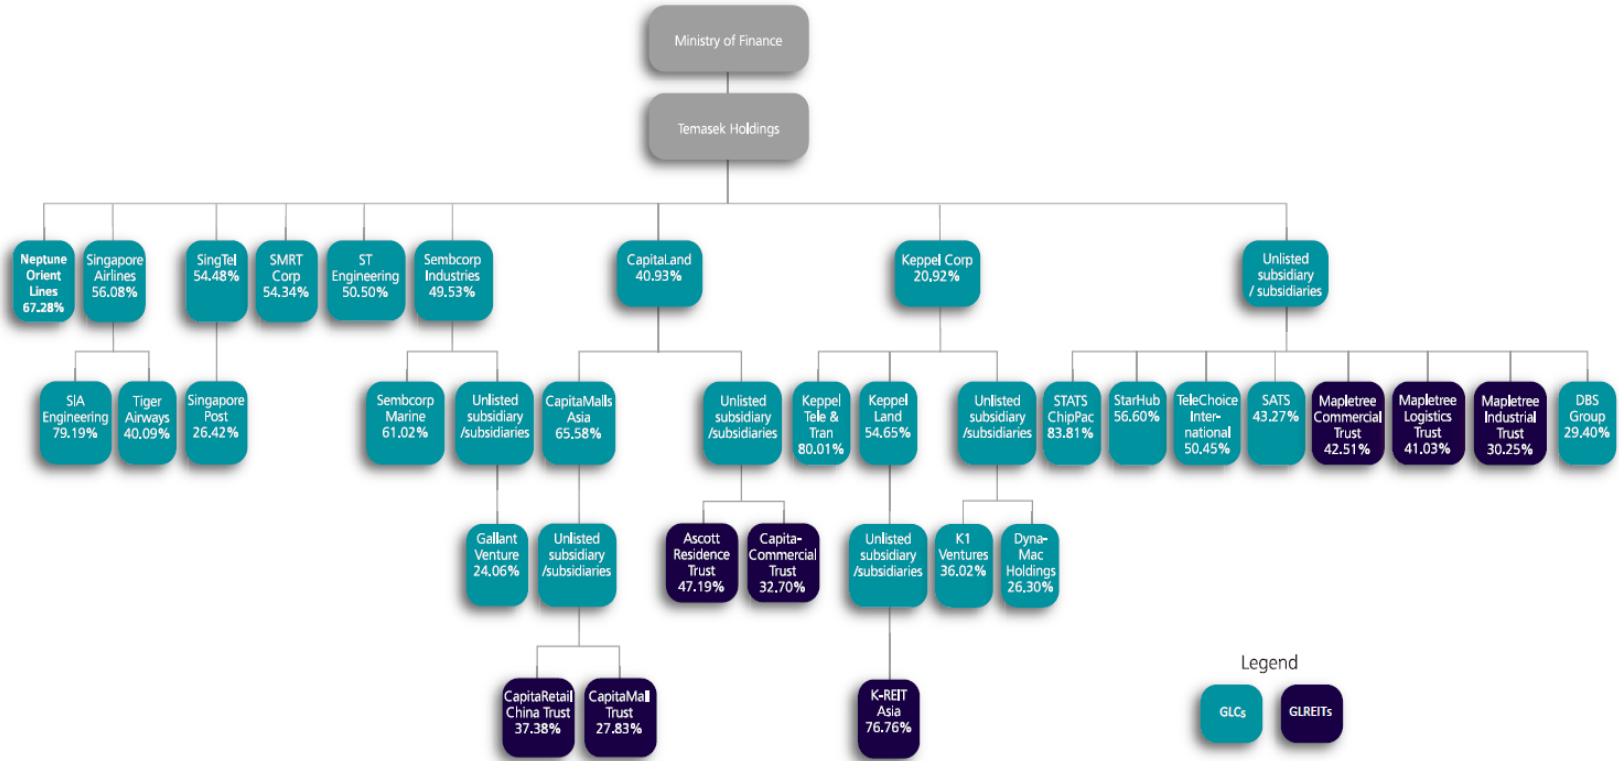 Ministry of Finance
Temasek Holdings
Neptune
Orient
Lines
67.28%
Singapore
Airlines
56.08%
SingTel
54.48%
SMRT
Corp
54.34%
ST
Engineering
50.50%
Sembcorp
Industries
49.53%
CapitaLand
40.93%
Keppel Corp
20.92%
Unlisted
subsidiary
/ subsidiaries
SIA
Engineering
79.19%
Tiger
Airways
40.09%
Singapore
Post
26.42%
Sembcorp
Marine
61.02%
Unlisted
subsidiary
/subsidiaries
CapitaMalls
Asia
65.58%
Unlisted
subsidiary
/subsidiaries
Keppel
Tele &
Tran
80.01%
Keppel
Land
54.65%
Unlisted
subsidiary
/subsidiaries
STATS
ChipPac
83.81%
StarHub
56.60%
TeleChoice
Inter-
national
50.45%
SATS
43.27%
Mapletree
Commercial
Trust
42.51%
Mapletree
Logistics
Trust
41.03%
Mapletree
Industrial
Trust
30.25%
DBS
Group
29.40%
Gallant
Venture
24.06%
Unlisted
subsidiary
/subsidiaries
Ascott
Residence
Trust
47.19%
Capita-
Commercial
Trust
32.70%
Unlisted
subsidiary
/subsidiaries
K1
Ventures
36.02%
Dyna-
Mac
Holdings
26.30%
CapitaRetail
China Trust
37.38%
CapitaMall
Trust
27.83%
K-REIT
Asia
76.76%
Legend
GLCs
GLREITs